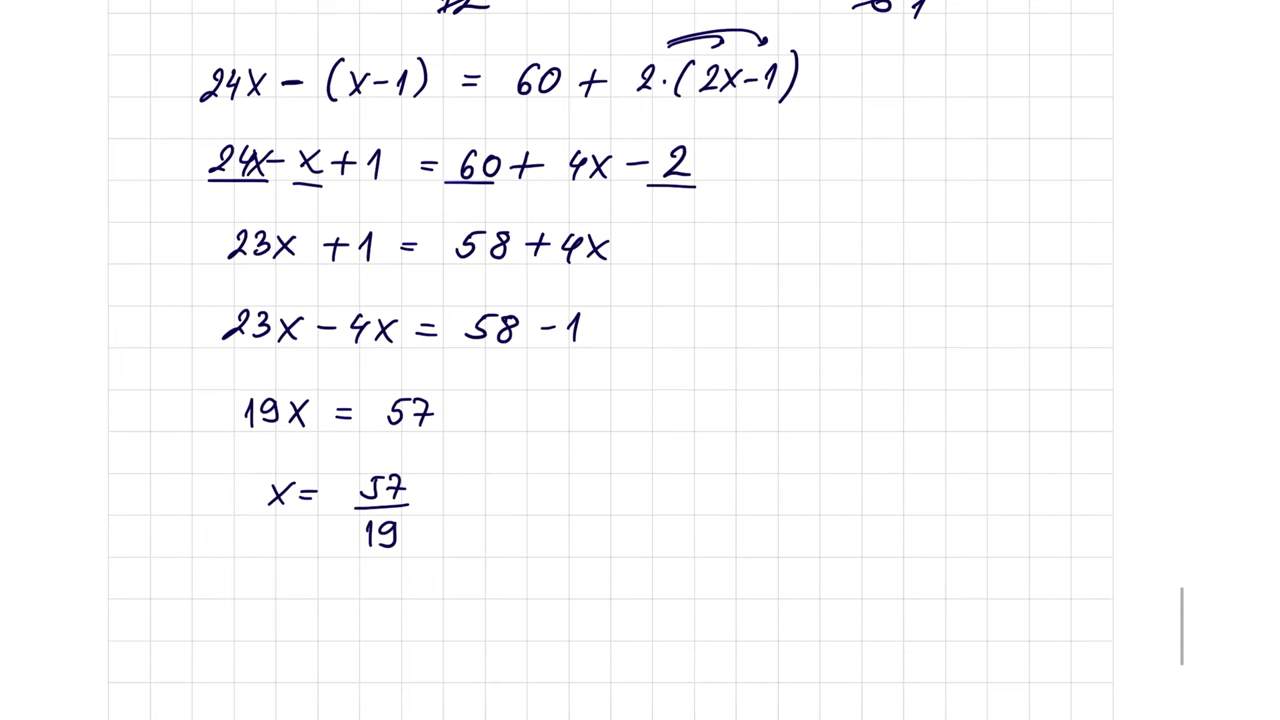 24x - (x-1) = 60 + 2·(2x-1)
24x - x + 1 = 60 + 4x - 2
23x + 1 = 58 + 4x
23x - 4x = 58 - 1
19x = 57
x = 57/19